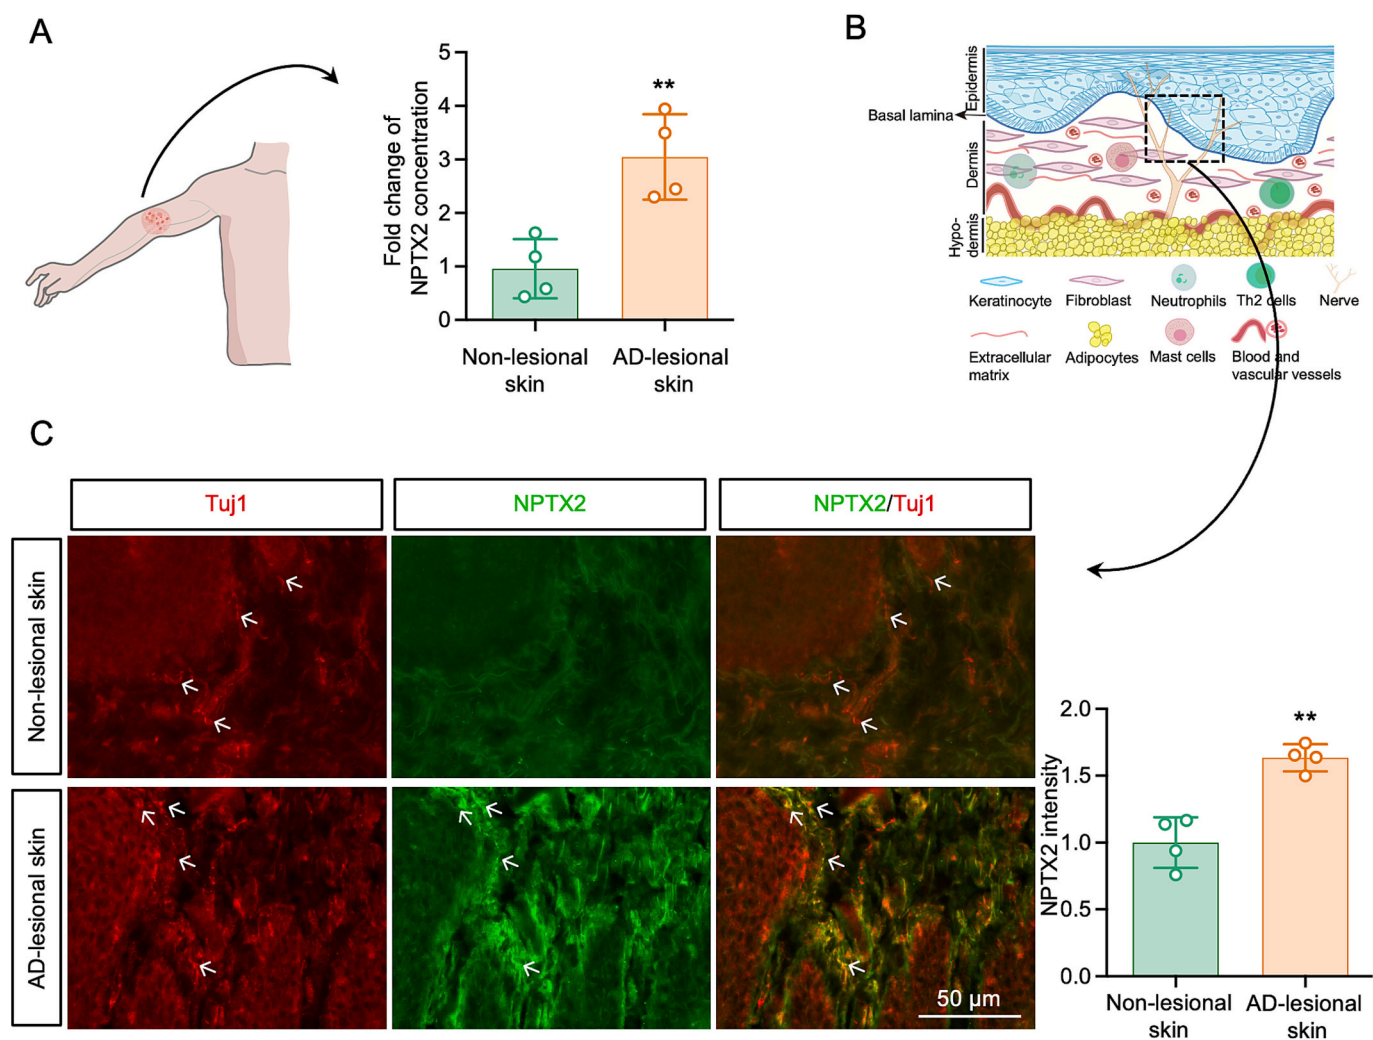 A
5
4
3
2
1
0
Fold change of
NPTX2 concentration
**
Non-lesional
skin
AD-lesional
skin
B
Epidermis
Basal lamina
Dermis
Hypo-
dermis
Keratinocyte
Fibroblast
Neutrophils
Th2 cells
Nerve
Extracellular
matrix
Adipocytes
Mast cells
Blood and
vascular vessels
C
Tuj1
NPTX2
NPTX2/Tuj1
Non-lesional skin
AD-lesional skin
50 µm
2.0
1.5
1.0
0.5
0.0
NPTX2 intensity
**
Non-lesional
skin
AD-lesional
skin